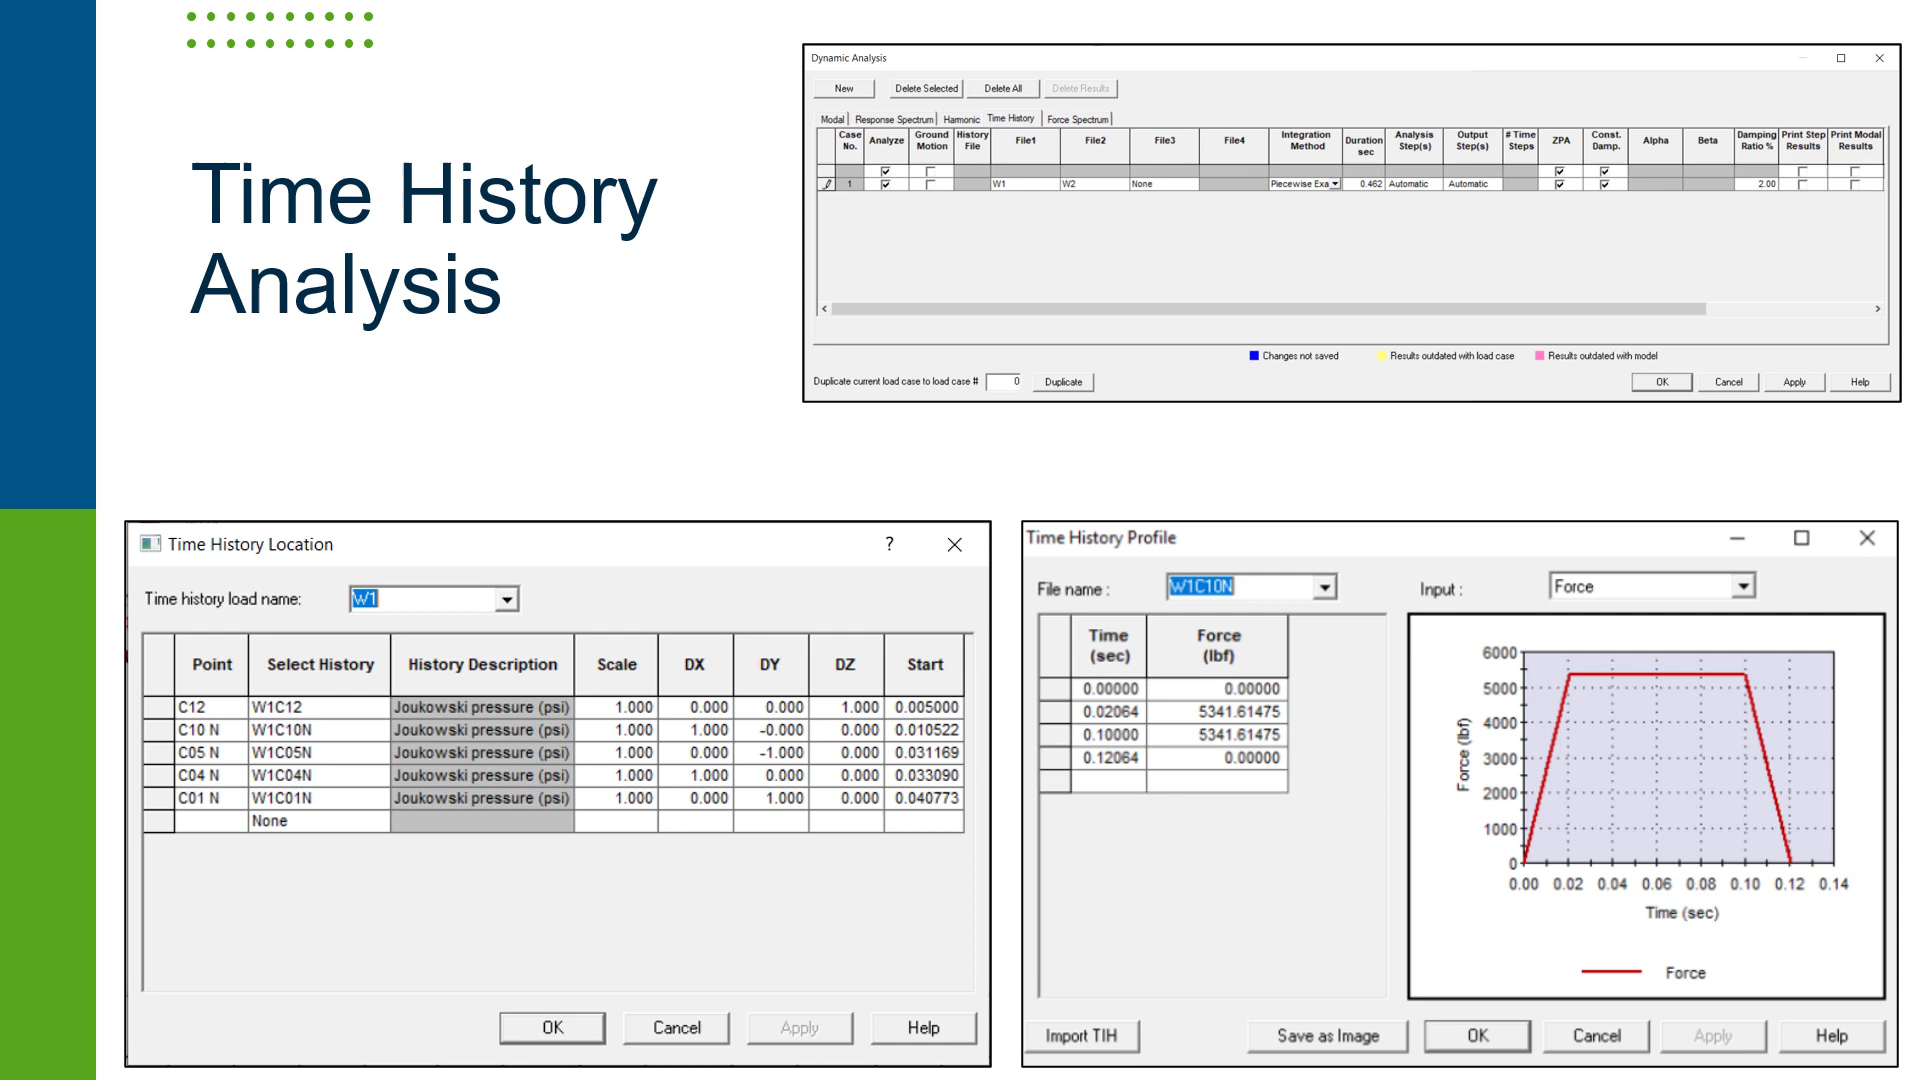 Time History
Analysis
Dynamic Analysis
New Delete Selected Delete All Delete Results
Modal Response Spectrum Harmonic Time History Force Spectrum
Case No. Analyze Ground Motion History File File1 File2 File3 File4 Integration Method Duration sec Analysis Step(s) Output Step(s) # Time Steps ZPA Const. Damp. Alpha Beta Damping Ratio % Print Step Results Print Modal Results
1 W1 W2 None Piecewise Exa 0.462 Automatic Automatic 2.00
Changes not saved Results outdated with load case Results outdated with model
Duplicate current load case to load case # 0 Duplicate OK Cancel Apply Help
Time History Location ?
Time history load name: W1
Point Select History History Description Scale DX DY DZ Start
C12 W1C12 Joukowski pressure (psi) 1.000 0.000 0.000 1.000 0.005000
C10 N W1C10N Joukowski pressure (psi) 1.000 1.000 -0.000 0.000 0.010522
C05 N W1C05N Joukowski pressure (psi) 1.000 0.000 -1.000 0.000 0.031169
C04 N W1C04N Joukowski pressure (psi) 1.000 1.000 0.000 0.000 0.033090
C01 N W1C01N Joukowski pressure (psi) 1.000 0.000 1.000 0.000 0.040773
None
OK Cancel Apply Help
Time History Profile
File name : W1C10N Input : Force
Time (sec) Force (lbf)
0.00000 0.00000
0.02064 5341.61475
0.10000 5341.61475
0.12064 0.00000
6000
5000
4000
3000
2000
1000
0
Force (lbf)
0.00 0.02 0.04 0.06 0.08 0.10 0.12 0.14
Time (sec)
Force
Import TIH Save as Image OK Cancel Apply Help